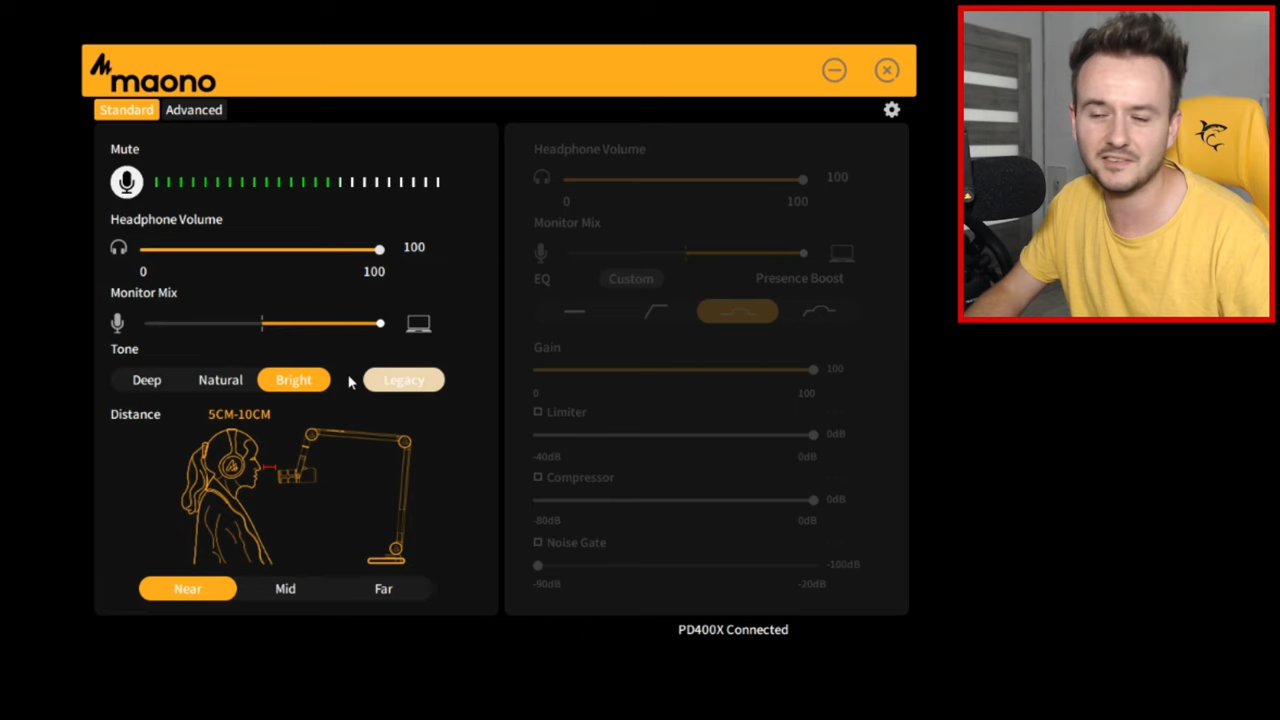 maono
Standard Advanced
Mute
Headphone Volume
100
0 100
Monitor Mix
Tone
Deep Natural Bright Legacy
Distance 5CM-10CM
Near Mid Far
Headphone Volume
100
0 100
Monitor Mix
EQ Custom Presence Boost
Gain
100
0 100
Limiter ---
0dB
-40dB 0dB
Compressor --
0dB
-80dB 0dB
Noise Gate ---
-100dB
-90dB -20dB
PD400X Connected